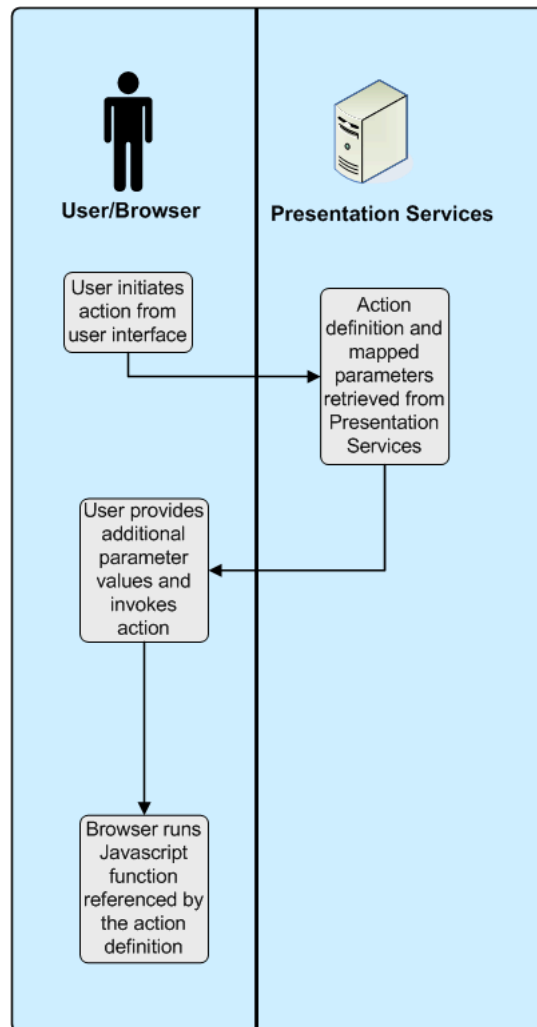 User/Browser
Presentation Services
User initiates
action from
user interface
Action
definition and
mapped
parameters
retrieved from
Presentation
Services
User provides
additional
parameter
values and
invokes
action
Browser runs
Javascript
function
referenced by
the action
definition